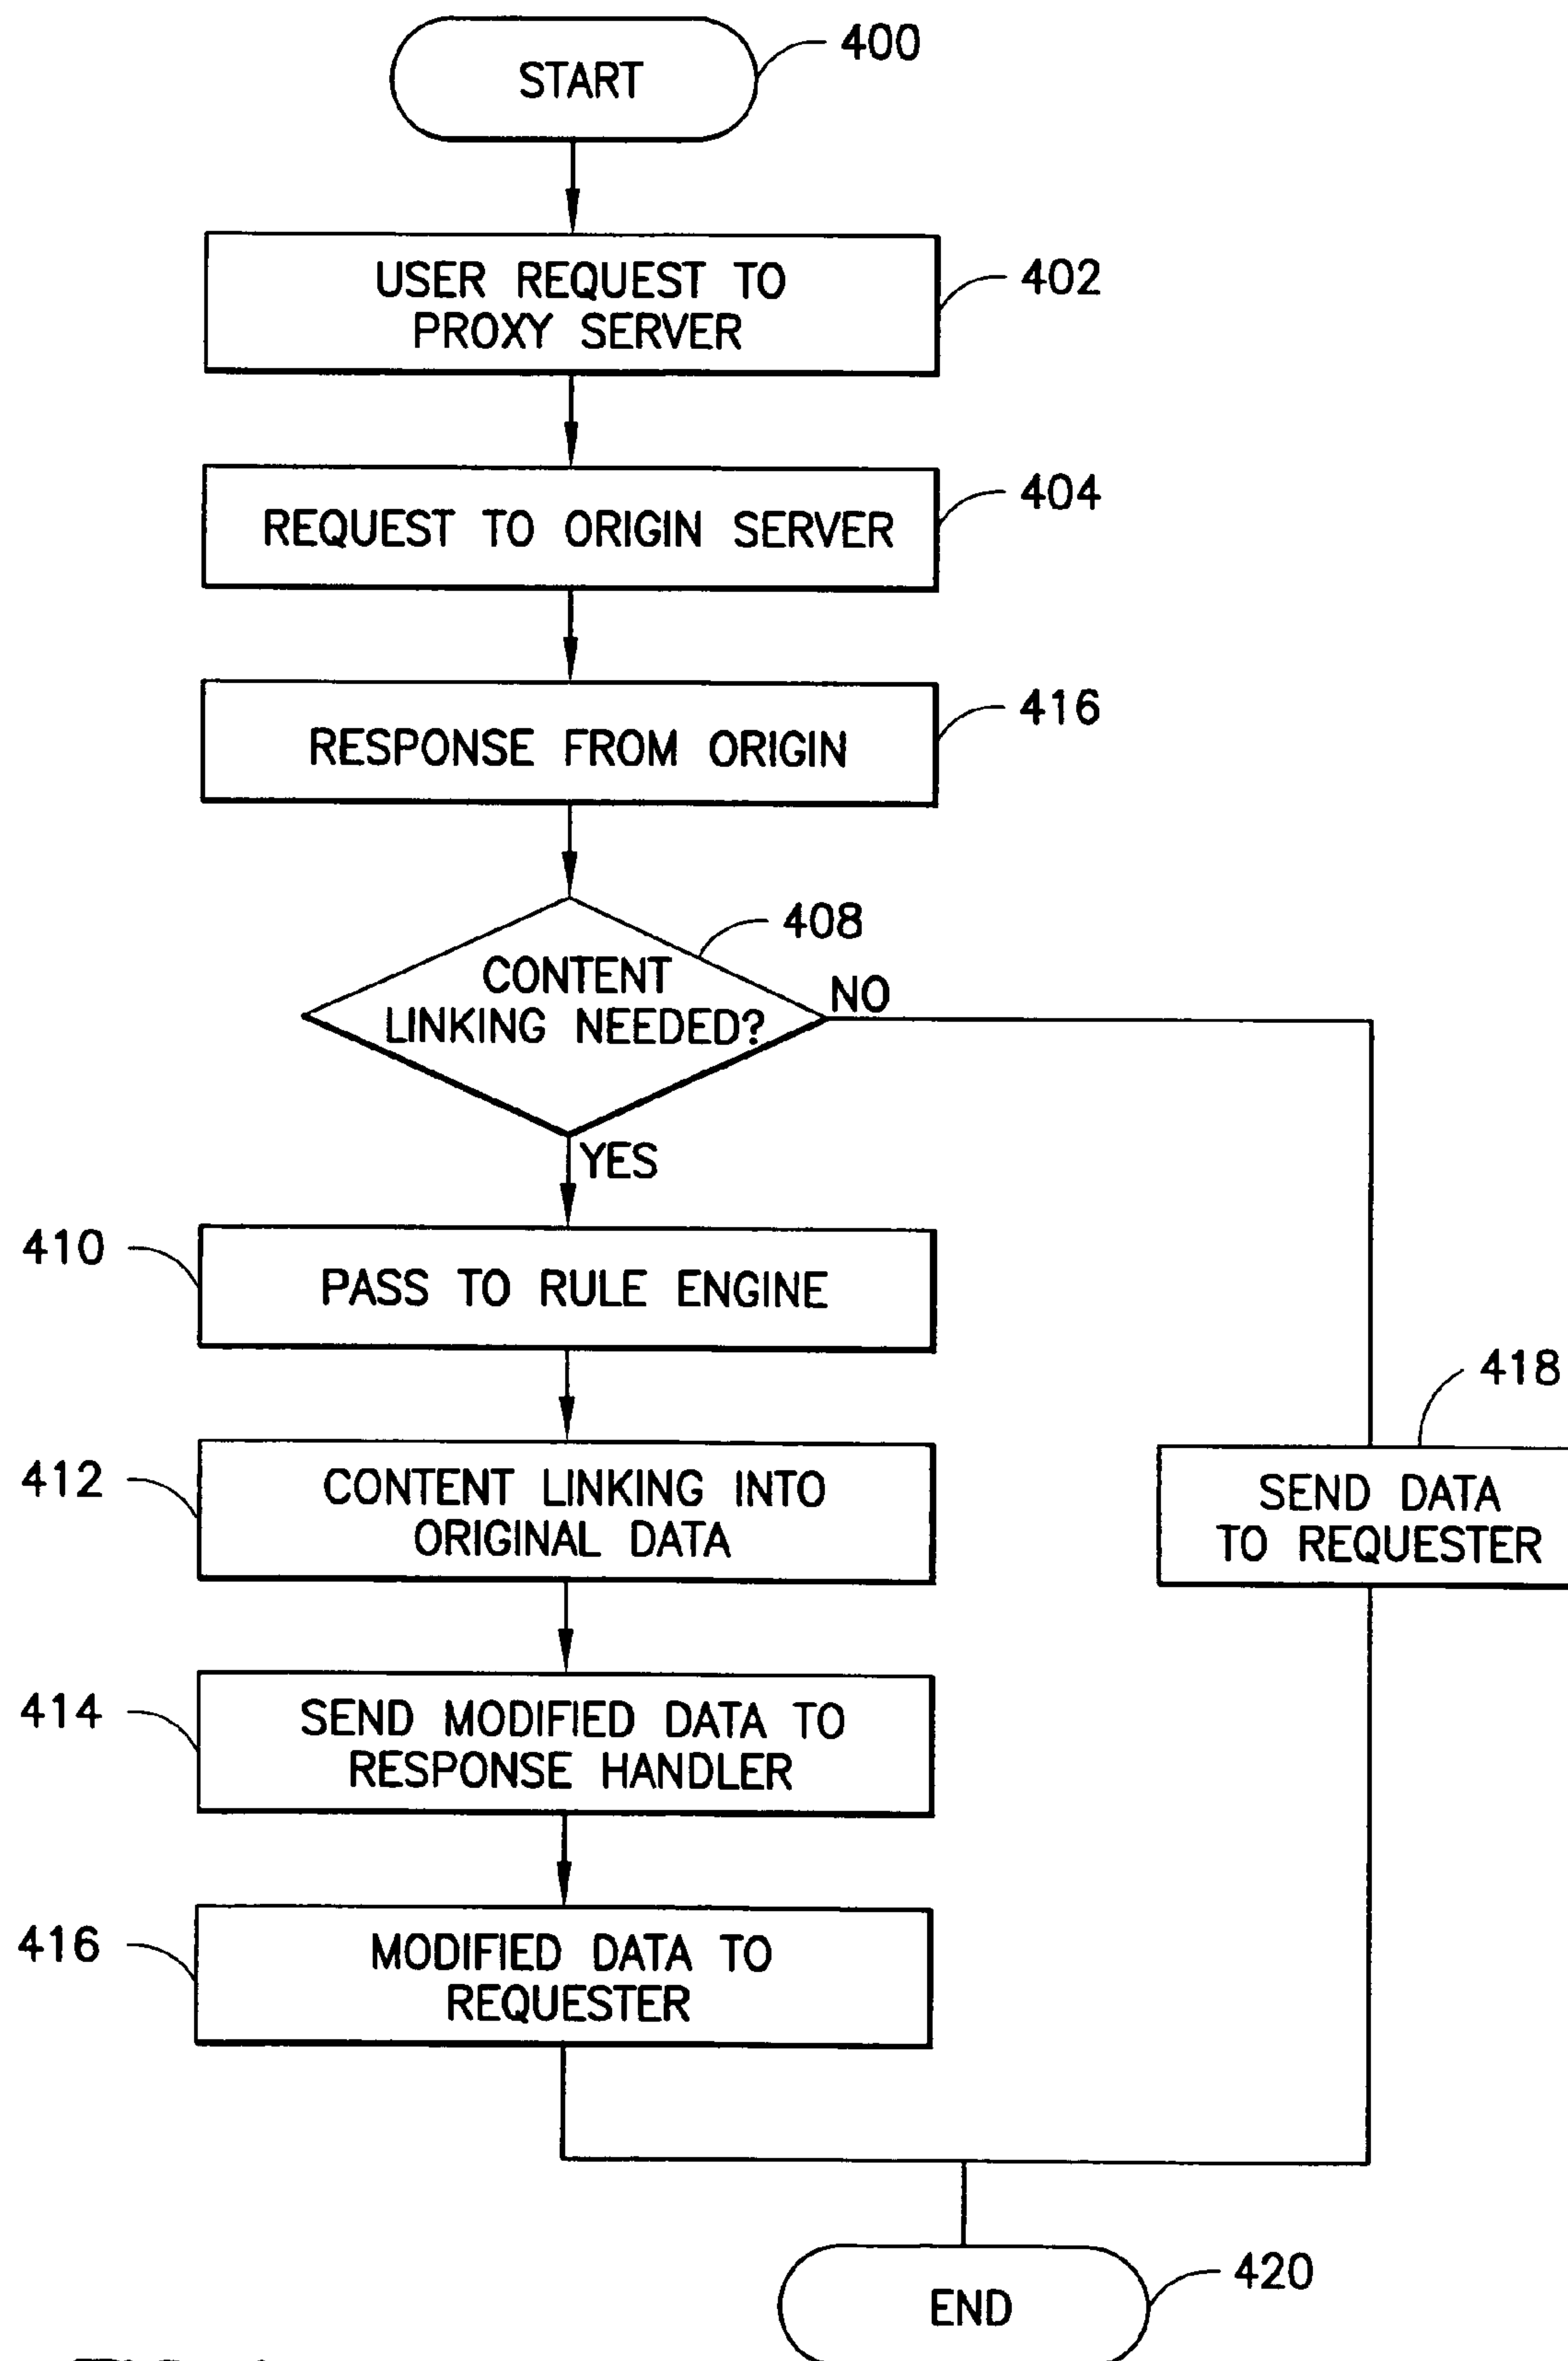 START
400
USER REQUEST TO
PROXY SERVER
402
REQUEST TO ORIGIN SERVER
404
RESPONSE FROM ORIGIN
416
408
CONTENT
LINKING NEEDED?
NO
YES
410
PASS TO RULE ENGINE
418
SEND DATA
TO REQUESTER
412
CONTENT LINKING INTO
ORIGINAL DATA
414
SEND MODIFIED DATA TO
RESPONSE HANDLER
416
MODIFIED DATA TO
REQUESTER
END
420